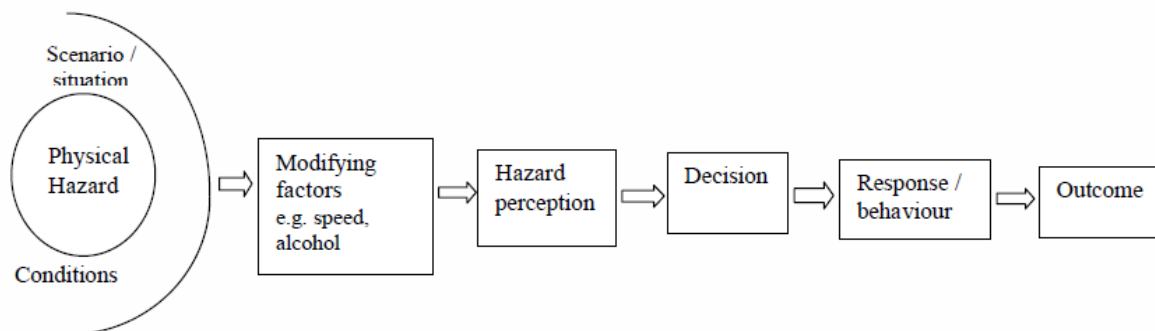 Scenario /
situation
Physical
Hazard
Conditions
Modifying
factors
e.g. speed,
alcohol
Hazard
perception
Decision
Response /
behaviour
Outcome